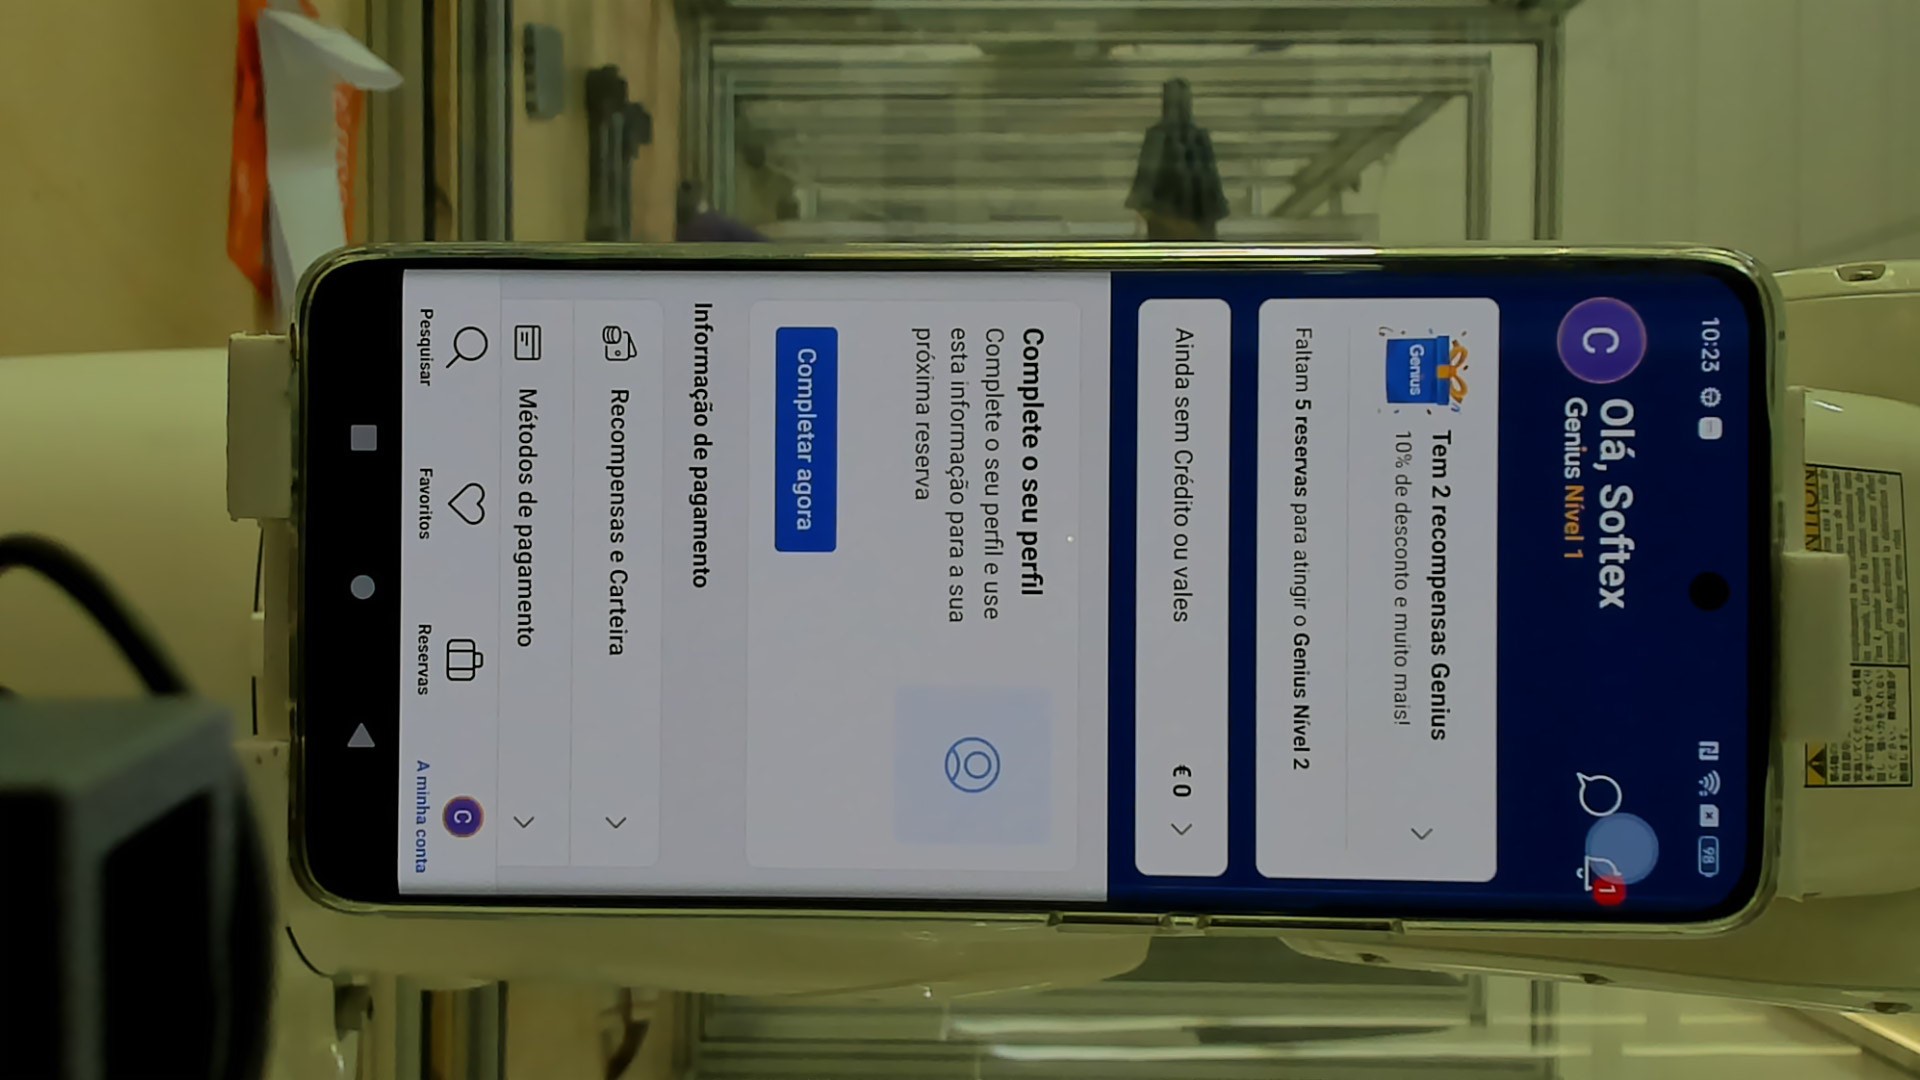 10:23
98
1
C
Olá, Softex
Genius Nível 1
Genius
Tem 2 recompensas Genius
10% de desconto e muito mais!
Faltam 5 reservas para atingir o Genius Nível 2
Ainda sem Crédito ou vales
€ 0
Complete o seu perfil
Complete o seu perfil e use
esta informação para a sua
próxima reserva
Completar agora
Informação de pagamento
Recompensas e Carteira
Métodos de pagamento
C
Pesquisar
Favoritos
Reservas
A minha conta